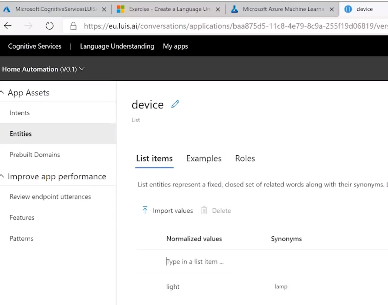 Microsoft CognitiveServicesLUIS
Exercise - Create a Language Un
Microsoft Azure Machine Learn
device
https://eu.luis.ai/conversations/applications/baa875d5-11c8-4e79-8c9a-255f19d06819/vers
Cognitive Services | Language Understanding My apps
Home Automation (V0.1)
App Assets
Intents
Entities
Prebuilt Domains
Improve app performance
Review endpoint utterances
Features
Patterns
device
List
List items Examples Roles
List entities represent a fixed, closed set of related words along with their synonyms.
Import values Delete
Normalized values Synonyms
Type in a list item ...
light lamp